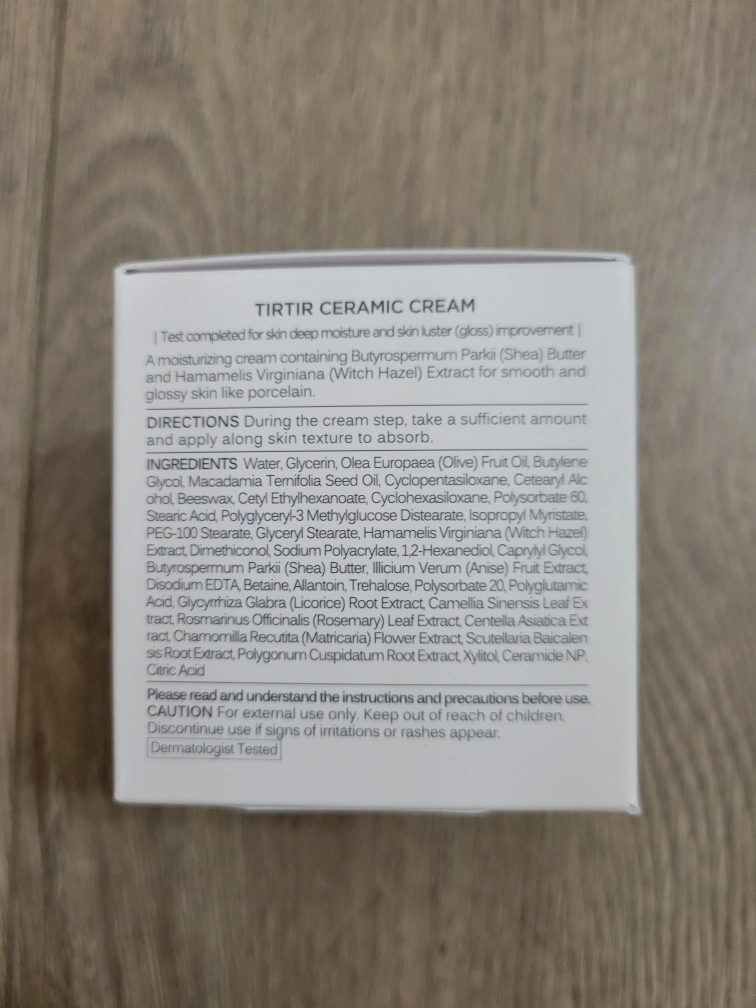 TIRTIR CERAMIC CREAM
| Test completed for skin deep moisture and skin luster (gloss) improvement |
A moisturizing cream containing Butyrospermum Parkii (Shea) Butter
and Hamamelis Virginiana (Witch Hazel) Extract for smooth and
glossy skin like porcelain.
DIRECTIONS During the cream step, take a sufficient amount
and apply along skin texture to absorb.
INGREDIENTS Water, Glycerin, Olea Europaea (Olive) Fruit Oil, Butylene
Glycol, Macadamia Ternifolia Seed Oil, Cyclopentasiloxane, Cetearyl Alc
ohol, Beeswax, Cetyl Ethylhexanoate, Cyclohexasiloxane, Polysorbate 60,
Stearic Acid, Polyglyceryl-3 Methylglucose Distearate, Isopropyl Myristate,
PEG-100 Stearate, Glyceryl Stearate, Hamamelis Virginiana (Witch Hazel)
Extract, Dimethiconol, Sodium Polyacrylate, 1,2-Hexanediol, Caprylyl Glycol,
Butyrospermum Parkii (Shea) Butter, Illicium Verum (Anise) Fruit Extract,
Disodium EDTA, Betaine, Allantoin, Trehalose, Polysorbate 20, Polyglutamic
Acid, Glycyrrhiza Glabra (Licorice) Root Extract, Camellia Sinensis Leaf Ex
tract, Rosmarinus Officinalis (Rosemary) Leaf Extract, Centella Asiatica Ext
ract, Chamomilla Recutita (Matricaria) Flower Extract, Scutellaria Baicalen
sis Root Extract, Polygonum Cuspidatum Root Extract, Xylitol, Ceramide NP,
Citric Acid
Please read and understand the instructions and precautions before use.
CAUTION For external use only. Keep out of reach of children.
Discontinue use if signs of irritations or rashes appear.
Dermatologist Tested